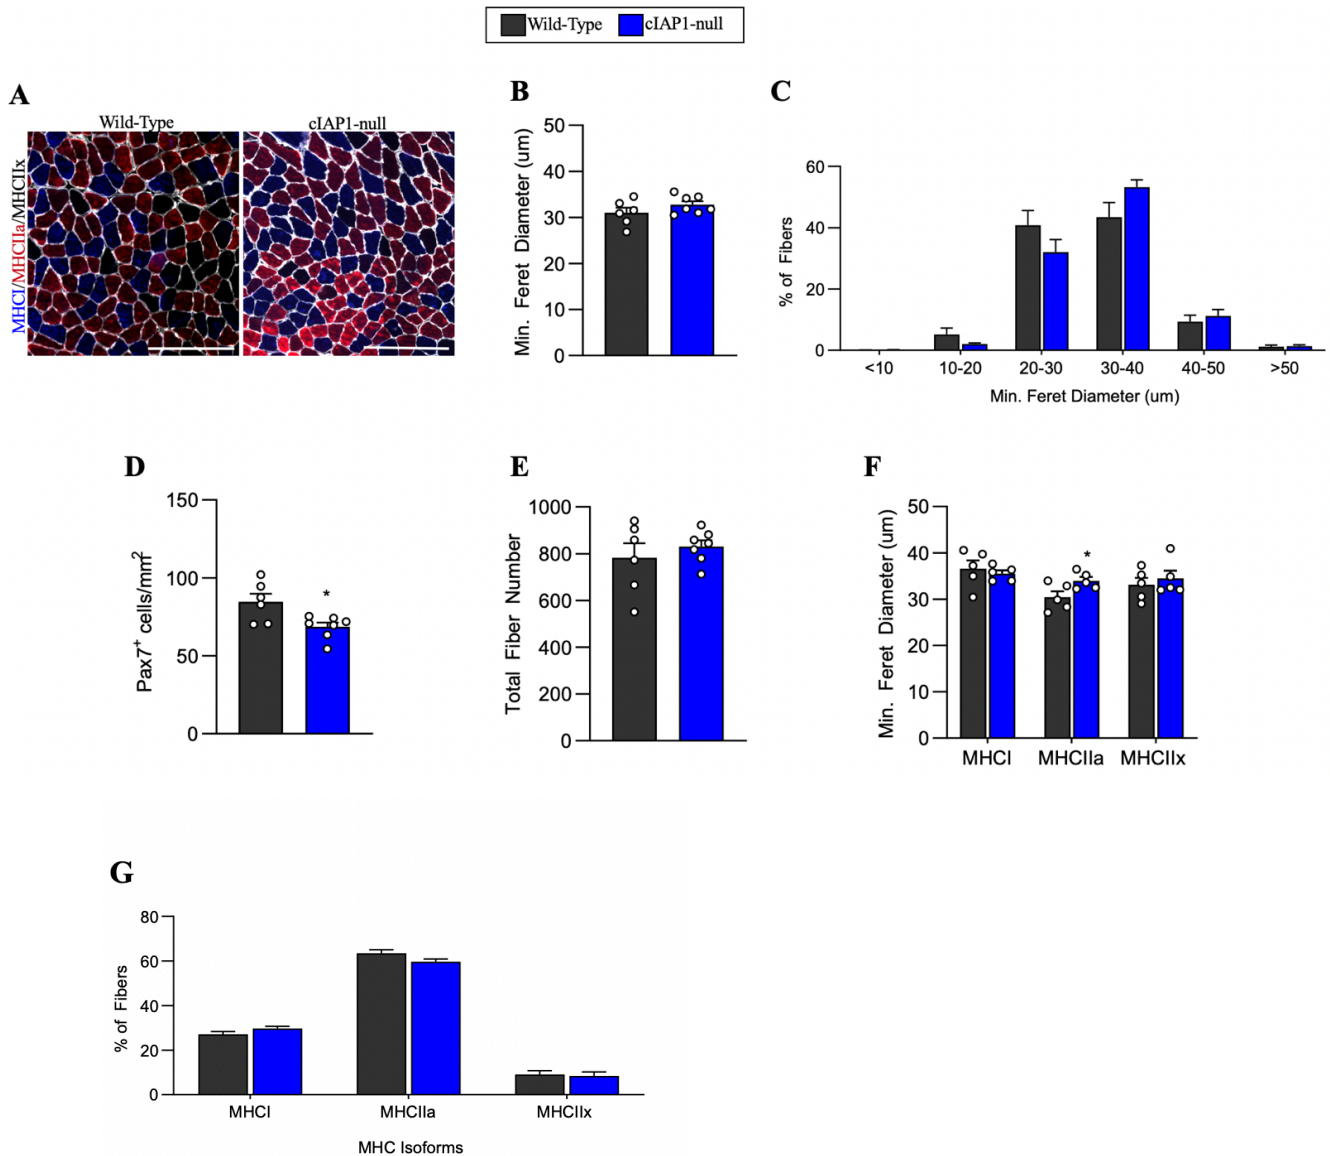 Wild-Type cIAP1-null
A
Wild-Type cIAP1-null
MHCI/MHCIIa/MHCIIx
B
Min. Feret Diameter (um)
50
40
30
20
10
0
C
% of Fibers
60
40
20
0
<10 10-20 20-30 30-40 40-50 >50
Min. Feret Diameter (um)
D
Pax7+ cells/mm2
150
100
50
0
*
E
Total Fiber Number
1000
800
600
400
200
0
F
Min. Feret Diameter (um)
50
40
30
20
10
0
*
MHCI MHCIIa MHCIIx
G
% of Fibers
80
60
40
20
0
MHCI MHCIIa MHCIIx
MHC Isoforms